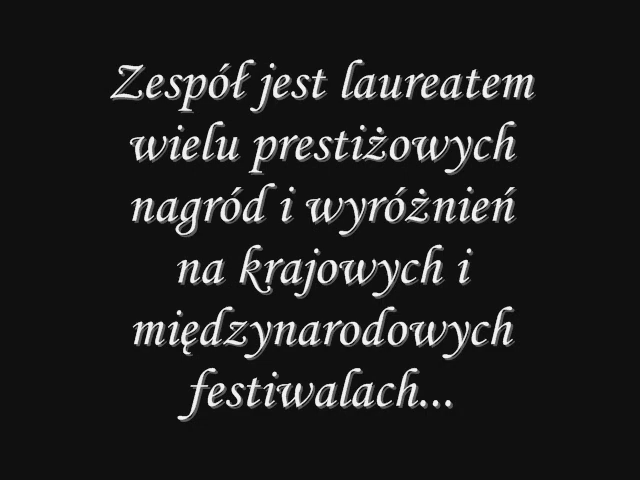 Zespół jest laureatem
wielu prestiżowych
nagród i wyróżnień
na krajowych i
międzynarodowych
festiwalach...